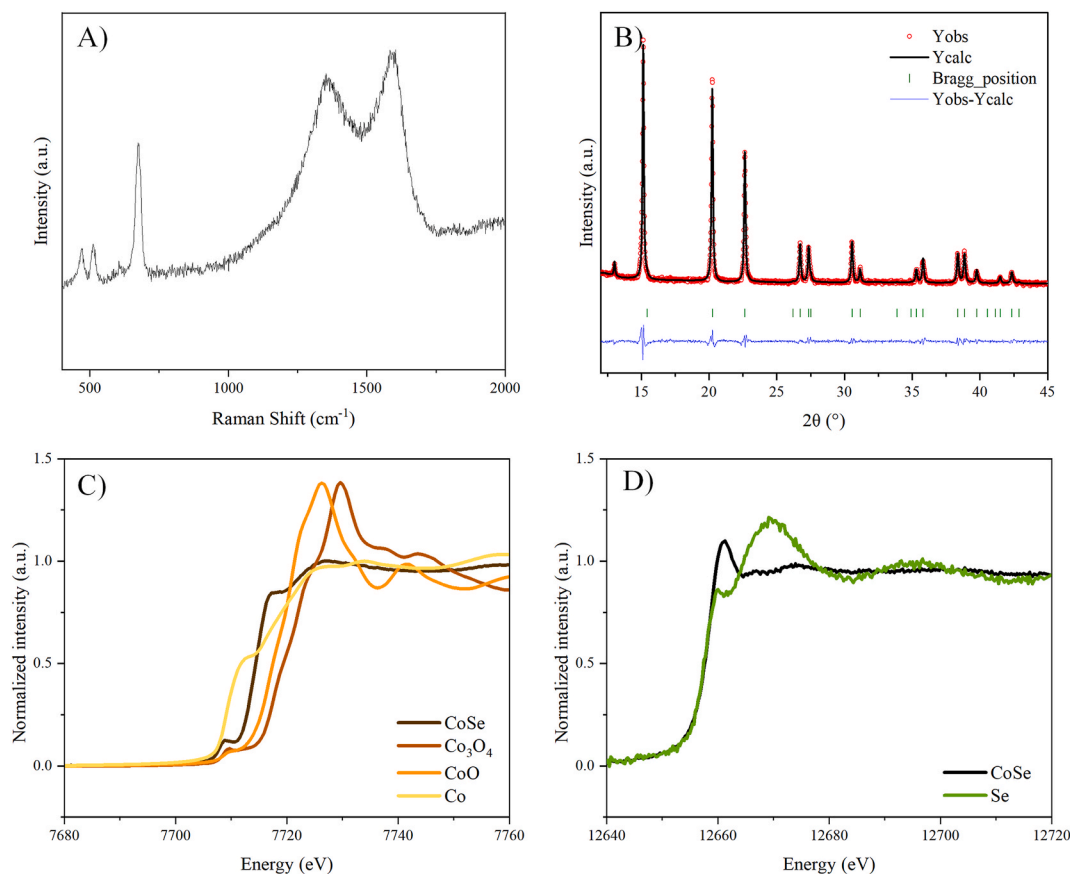 A)
Intensity (a.u.)
500 1000 1500 2000
Raman Shift (cm-1)
B)
Yobs
Ycalc
Bragg_position
Yobs-Ycalc
Intensity (a.u.)
15 20 25 30 35 40 45
2θ (°)
C)
1.5
1.0
0.5
0.0
Normalized intensity (a.u.)
CoSe
Co3O4
CoO
Co
7680 7700 7720 7740 7760
Energy (eV)
D)
1.5
1.0
0.5
0.0
Normalized intensity (a.u.)
CoSe
Se
12640 12660 12680 12700 12720
Energy (eV)